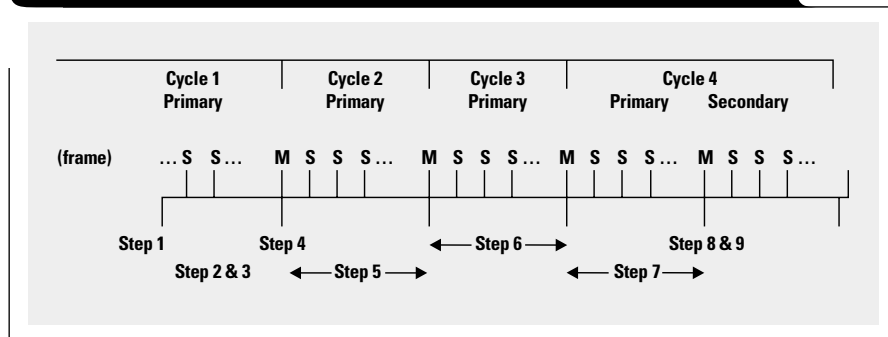 Cycle 1 Cycle 2 Cycle 3 Cycle 4
Primary Primary Primary Primary Secondary
(frame) ... S S ... M S S S ... M S S S ... M S S S ... M S S S ...
Step 1 Step 4 Step 6 Step 8 & 9
Step 2 & 3 Step 5 Step 7